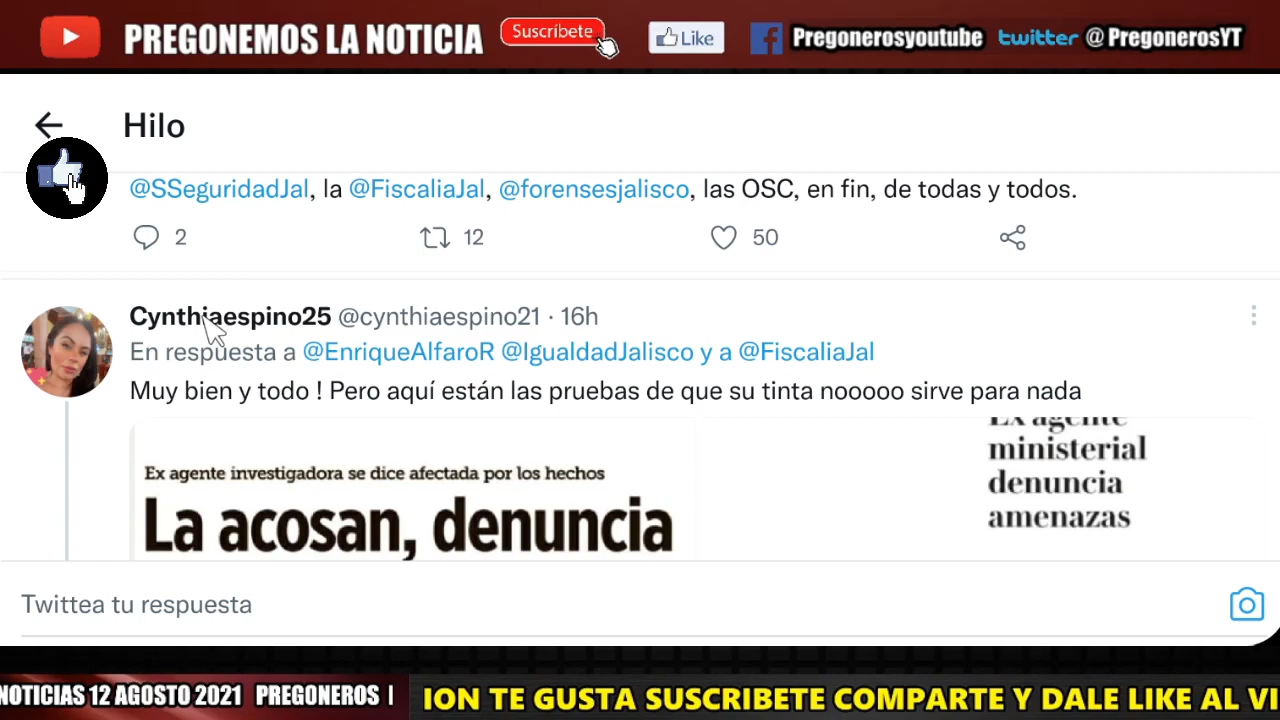 PREGONEMOS LA NOTICIA Suscríbete Like Pregonerosyoutube twitter @PregonerosYT
Hilo
@SSeguridadJal, la @FiscaliaJal, @forensesjalisco, las OSC, en fin, de todas y todos.
2 12 50
Cynthiaespino25 @cynthiaespino21 · 16h
En respuesta a @EnriqueAlfaroR @IgualdadJalisco y a @FiscaliaJal
Muy bien y todo ! Pero aquí están las pruebas de que su tinta nooooo sirve para nada
Ex agente investigadora se dice afectada por los hechos
La acosan, denuncia
Ex agente
ministerial
denuncia
amenazas
Twittea tu respuesta
NOTICIAS 12 AGOSTO 2021 PREGONEROS
ION TE GUSTA SUSCRIBETE COMPARTE Y DALE LIKE AL VI